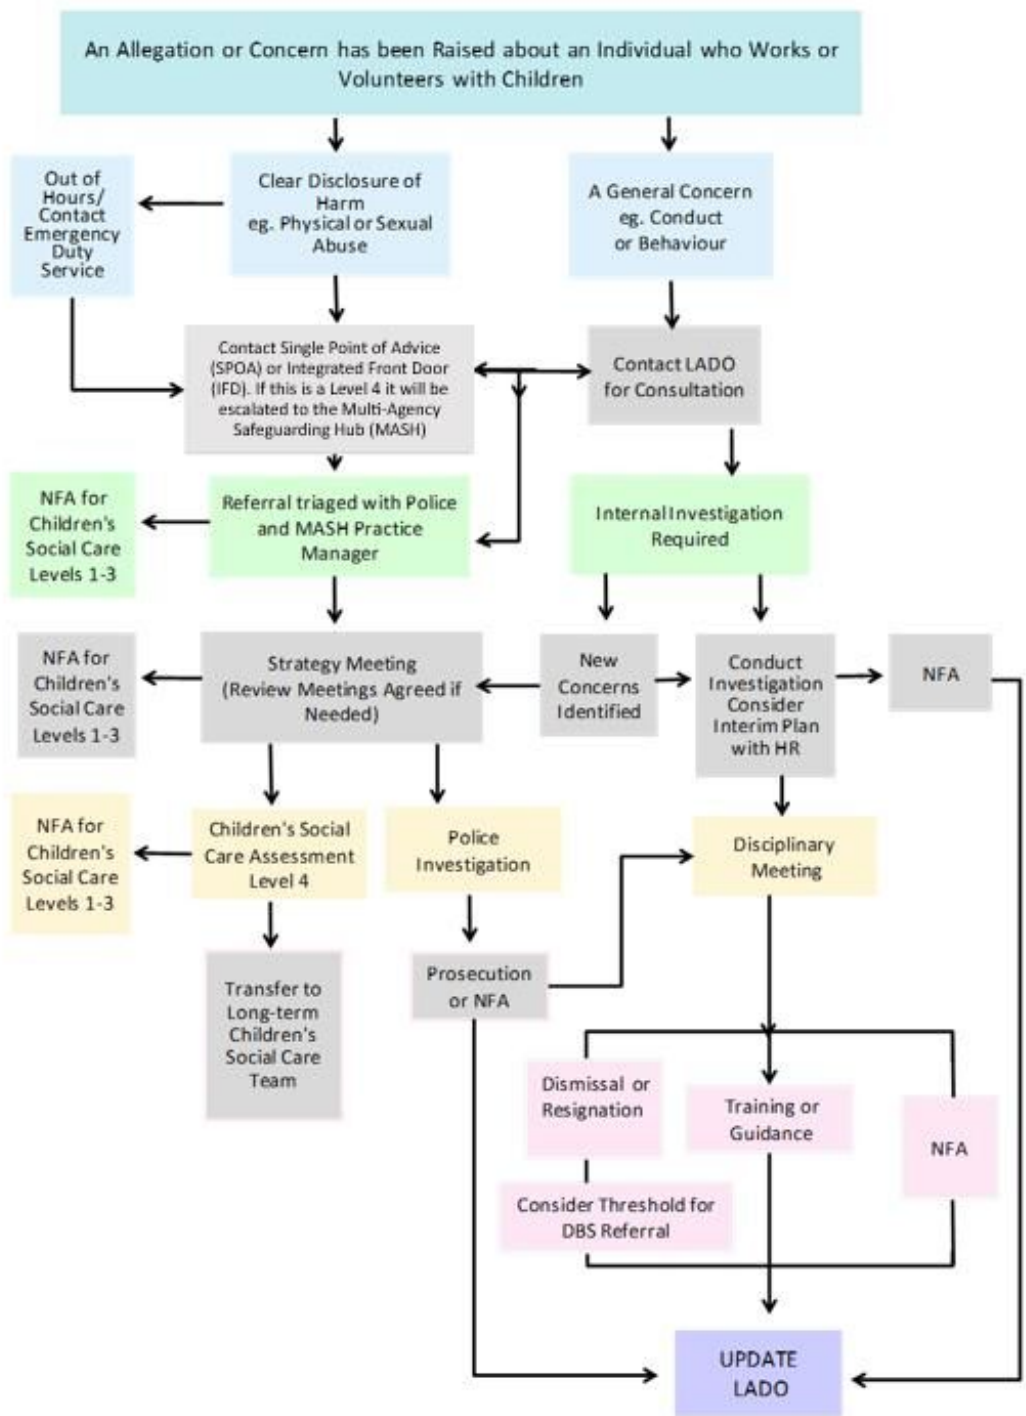 An Allegation or Concern has been Raised about an Individual who Works or
Volunteers with Children
Out of
Hours/
Contact
Emergency
Duty
Service
Clear Disclosure of
Harm
eg. Physical or Sexual
Abuse
A General Concern
eg. Conduct
or Behaviour
Contact Single Point of Advice
(SPOA) or Integrated Front Door
(IFD). If this is a Level 4 it will be
escalated to the Multi-Agency
Safeguarding Hub (MASH)
Contact LADO
for Consultation
NFA for
Children's
Social Care
Levels 1-3
Referral triaged with Police
and MASH Practice
Manager
Internal Investigation
Required
NFA for
Children's
Social Care
Levels 1-3
Strategy Meeting
(Review Meetings Agreed if
Needed)
New
Concerns
Identified
Conduct
Investigation
Consider
Interim Plan
with HR
NFA
NFA for
Children's
Social Care
Levels 1-3
Children's Social
Care Assessment
Level 4
Police
Investigation
Disciplinary
Meeting
Transfer to
Long-term
Children's
Social Care
Team
Prosecution
or NFA
Dismissal or
Resignation
Training or
Guidance
NFA
Consider Threshold for
DBS Referral
UPDATE
LADO